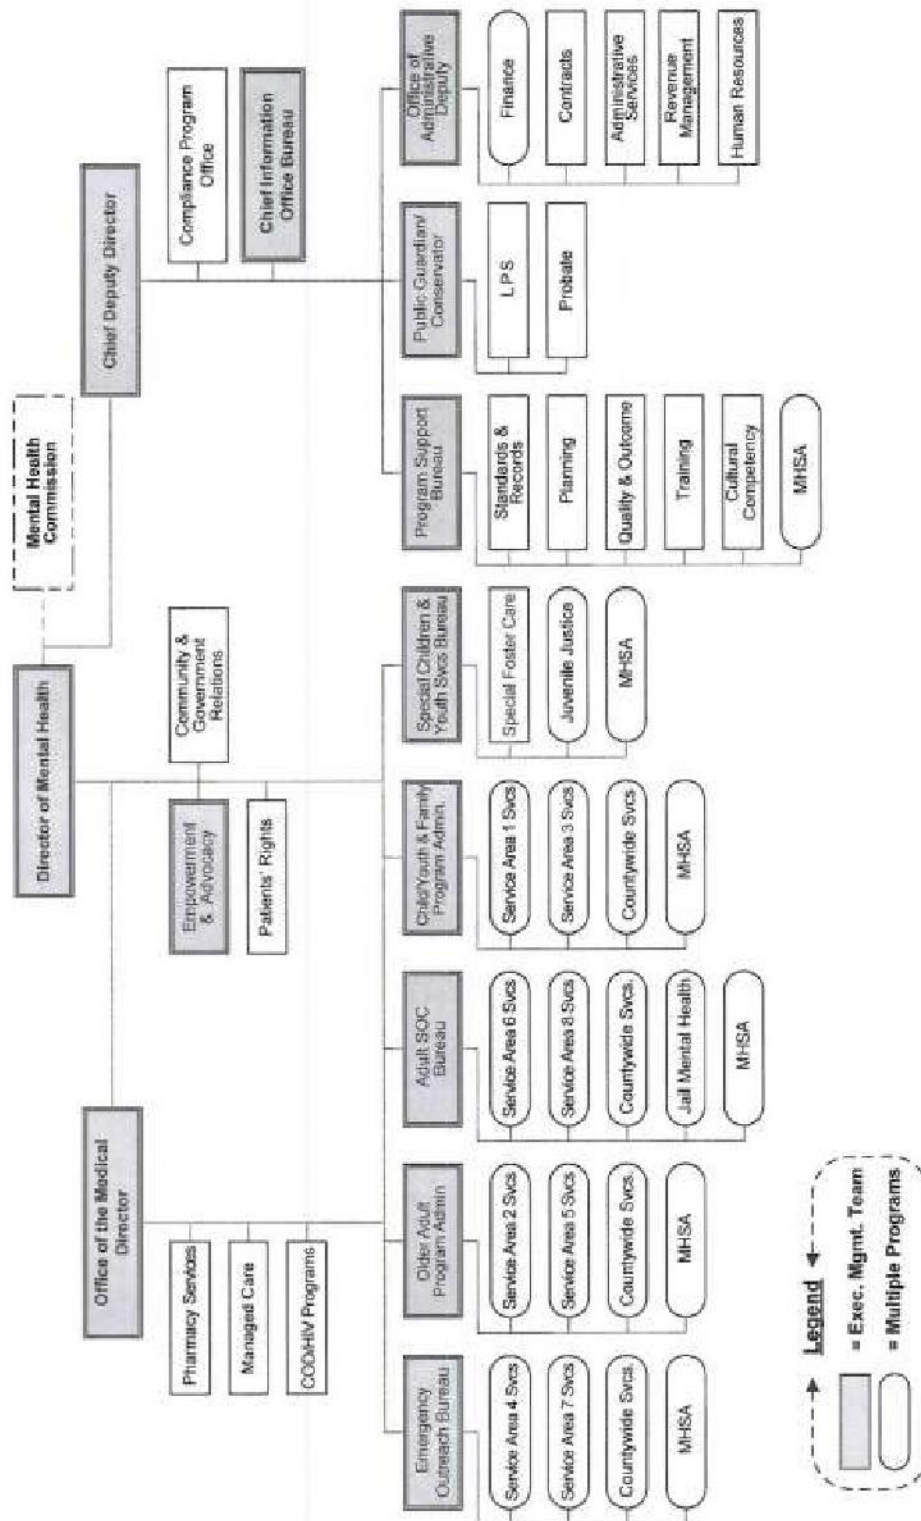 Mental Health
Commission
Director of Mental Health
Chief Deputy Director
Office of the Medical
Director
Pharmacy Services
Managed Care
COD/HIV Programs
Empowerment
& Advocacy
Community &
Government
Relations
Patients' Rights
Compliance Program
Office
Chief Information
Office Bureau
Emergency
Outreach Bureau
Service Area 4 Svcs
Service Area 7 Svcs
Countywide Svcs.
MHSA
Older Adult
Program Admin
Service Area 2 Svcs
Service Area 5 Svcs
Countywide Svcs.
MHSA
Adult SOC
Bureau
Service Area 6 Svcs
Service Area 8 Svcs
Countywide Svcs.
Jail Mental Health
MHSA
Child/Youth & Family
Program Admin.
Service Area 1 Svcs
Service Area 3 Svcs
Countywide Svcs
MHSA
Special Children &
Youth Svcs Bureau
Special Foster Care
Juvenile Justice
MHSA
Program Support
Bureau
Standards &
Records
Planning
Quality & Outcome
Training
Cultural
Competency
MHSA
Public Guardian/
Conservator
LPS
Probate
Office of
Administrative
Deputy
Finance
Contracts
Administrative
Services
Revenue
Management
Human Resources
Legend
= Exec. Mgmt. Team
= Multiple Programs